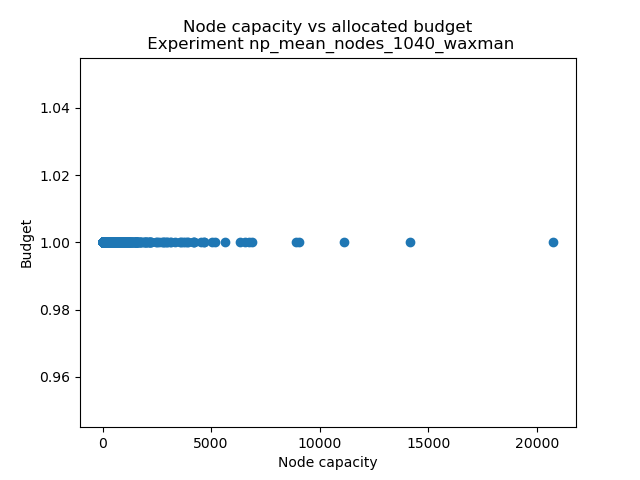 Node capacity vs allocated budget
Experiment np_mean_nodes_1040_waxman
1.04
1.02
1.00
0.98
0.96
Budget
0
5000
10000
15000
20000
Node capacity